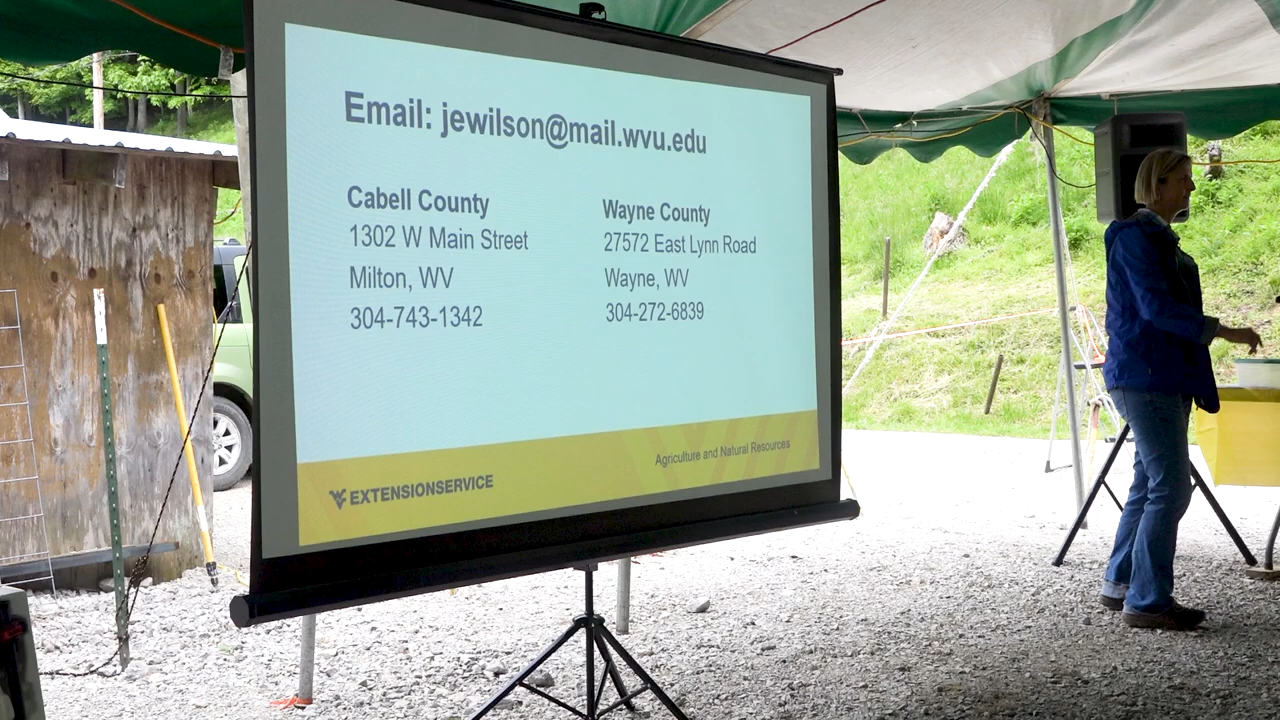 Email: jewilson@mail.wvu.edu
Cabell County
1302 W Main Street
Milton, WV
304-743-1342
Wayne County
27572 East Lynn Road
Wayne, WV
304-272-6839
EXTENSIONSERVICE
Agriculture and Natural Resources